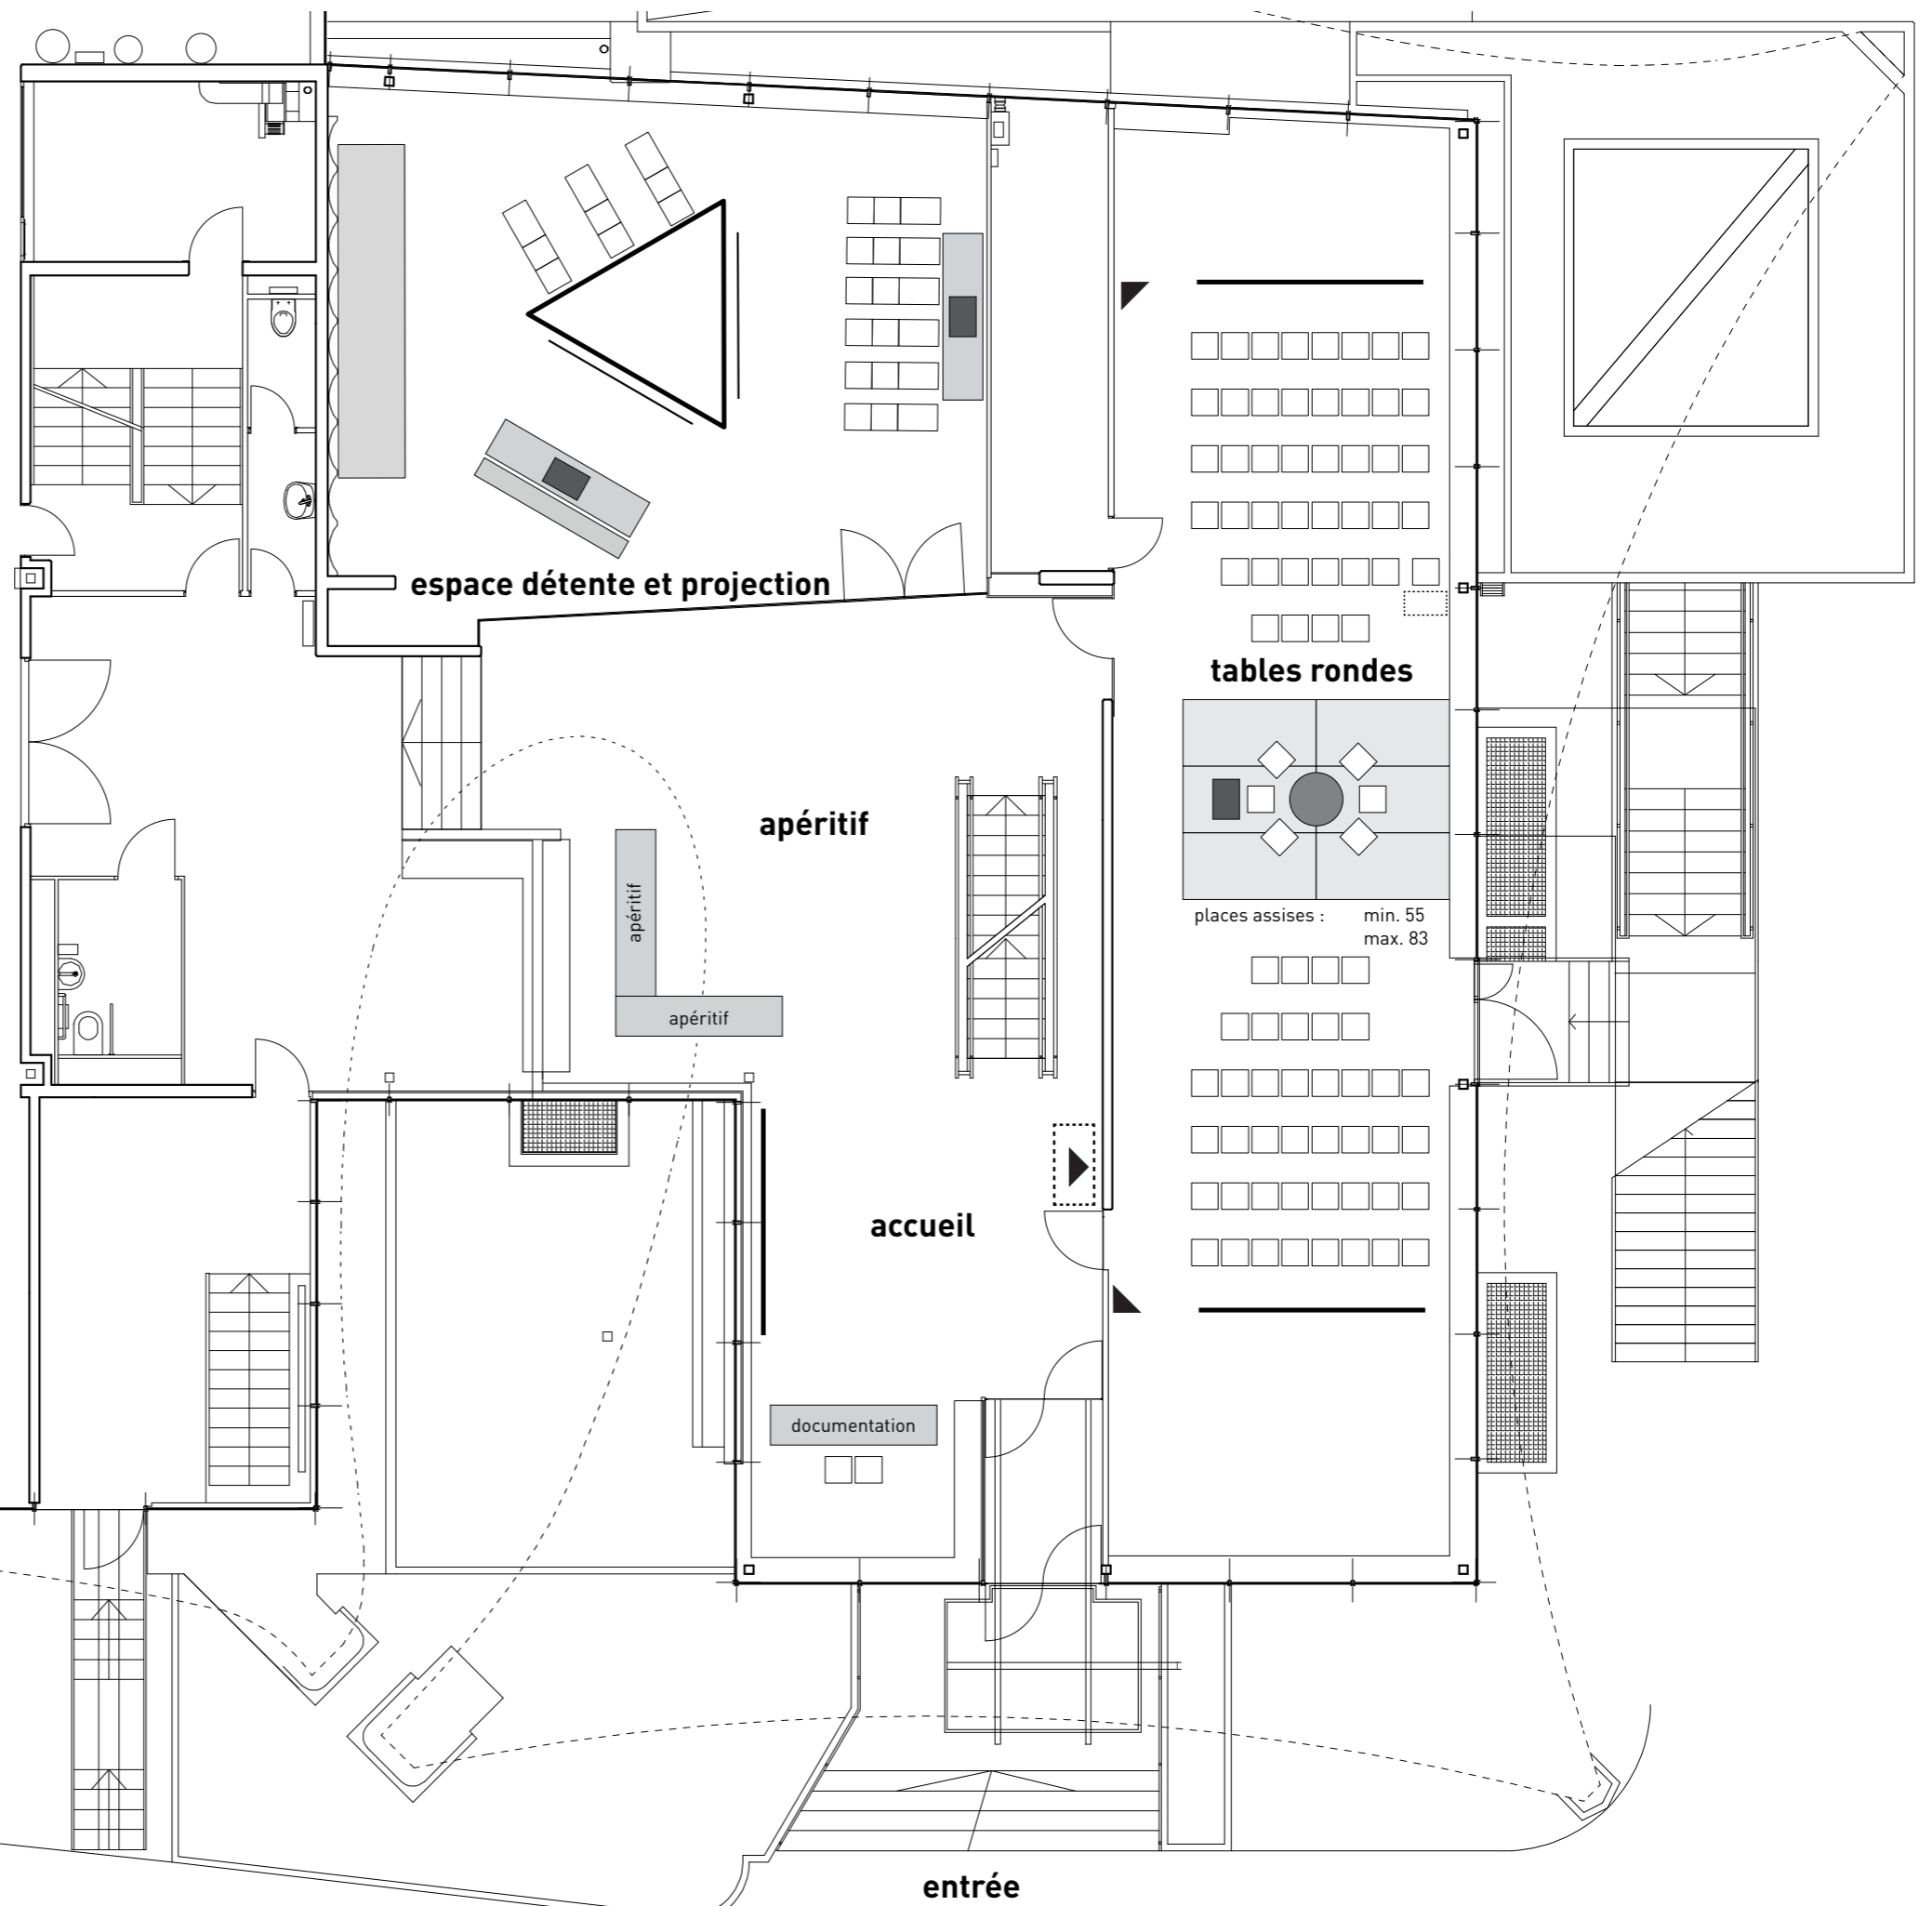 espace détente et projection
tables rondes
apéritif
apéritif
apéritif
places assises : min. 55
max. 83
accueil
documentation
entrée